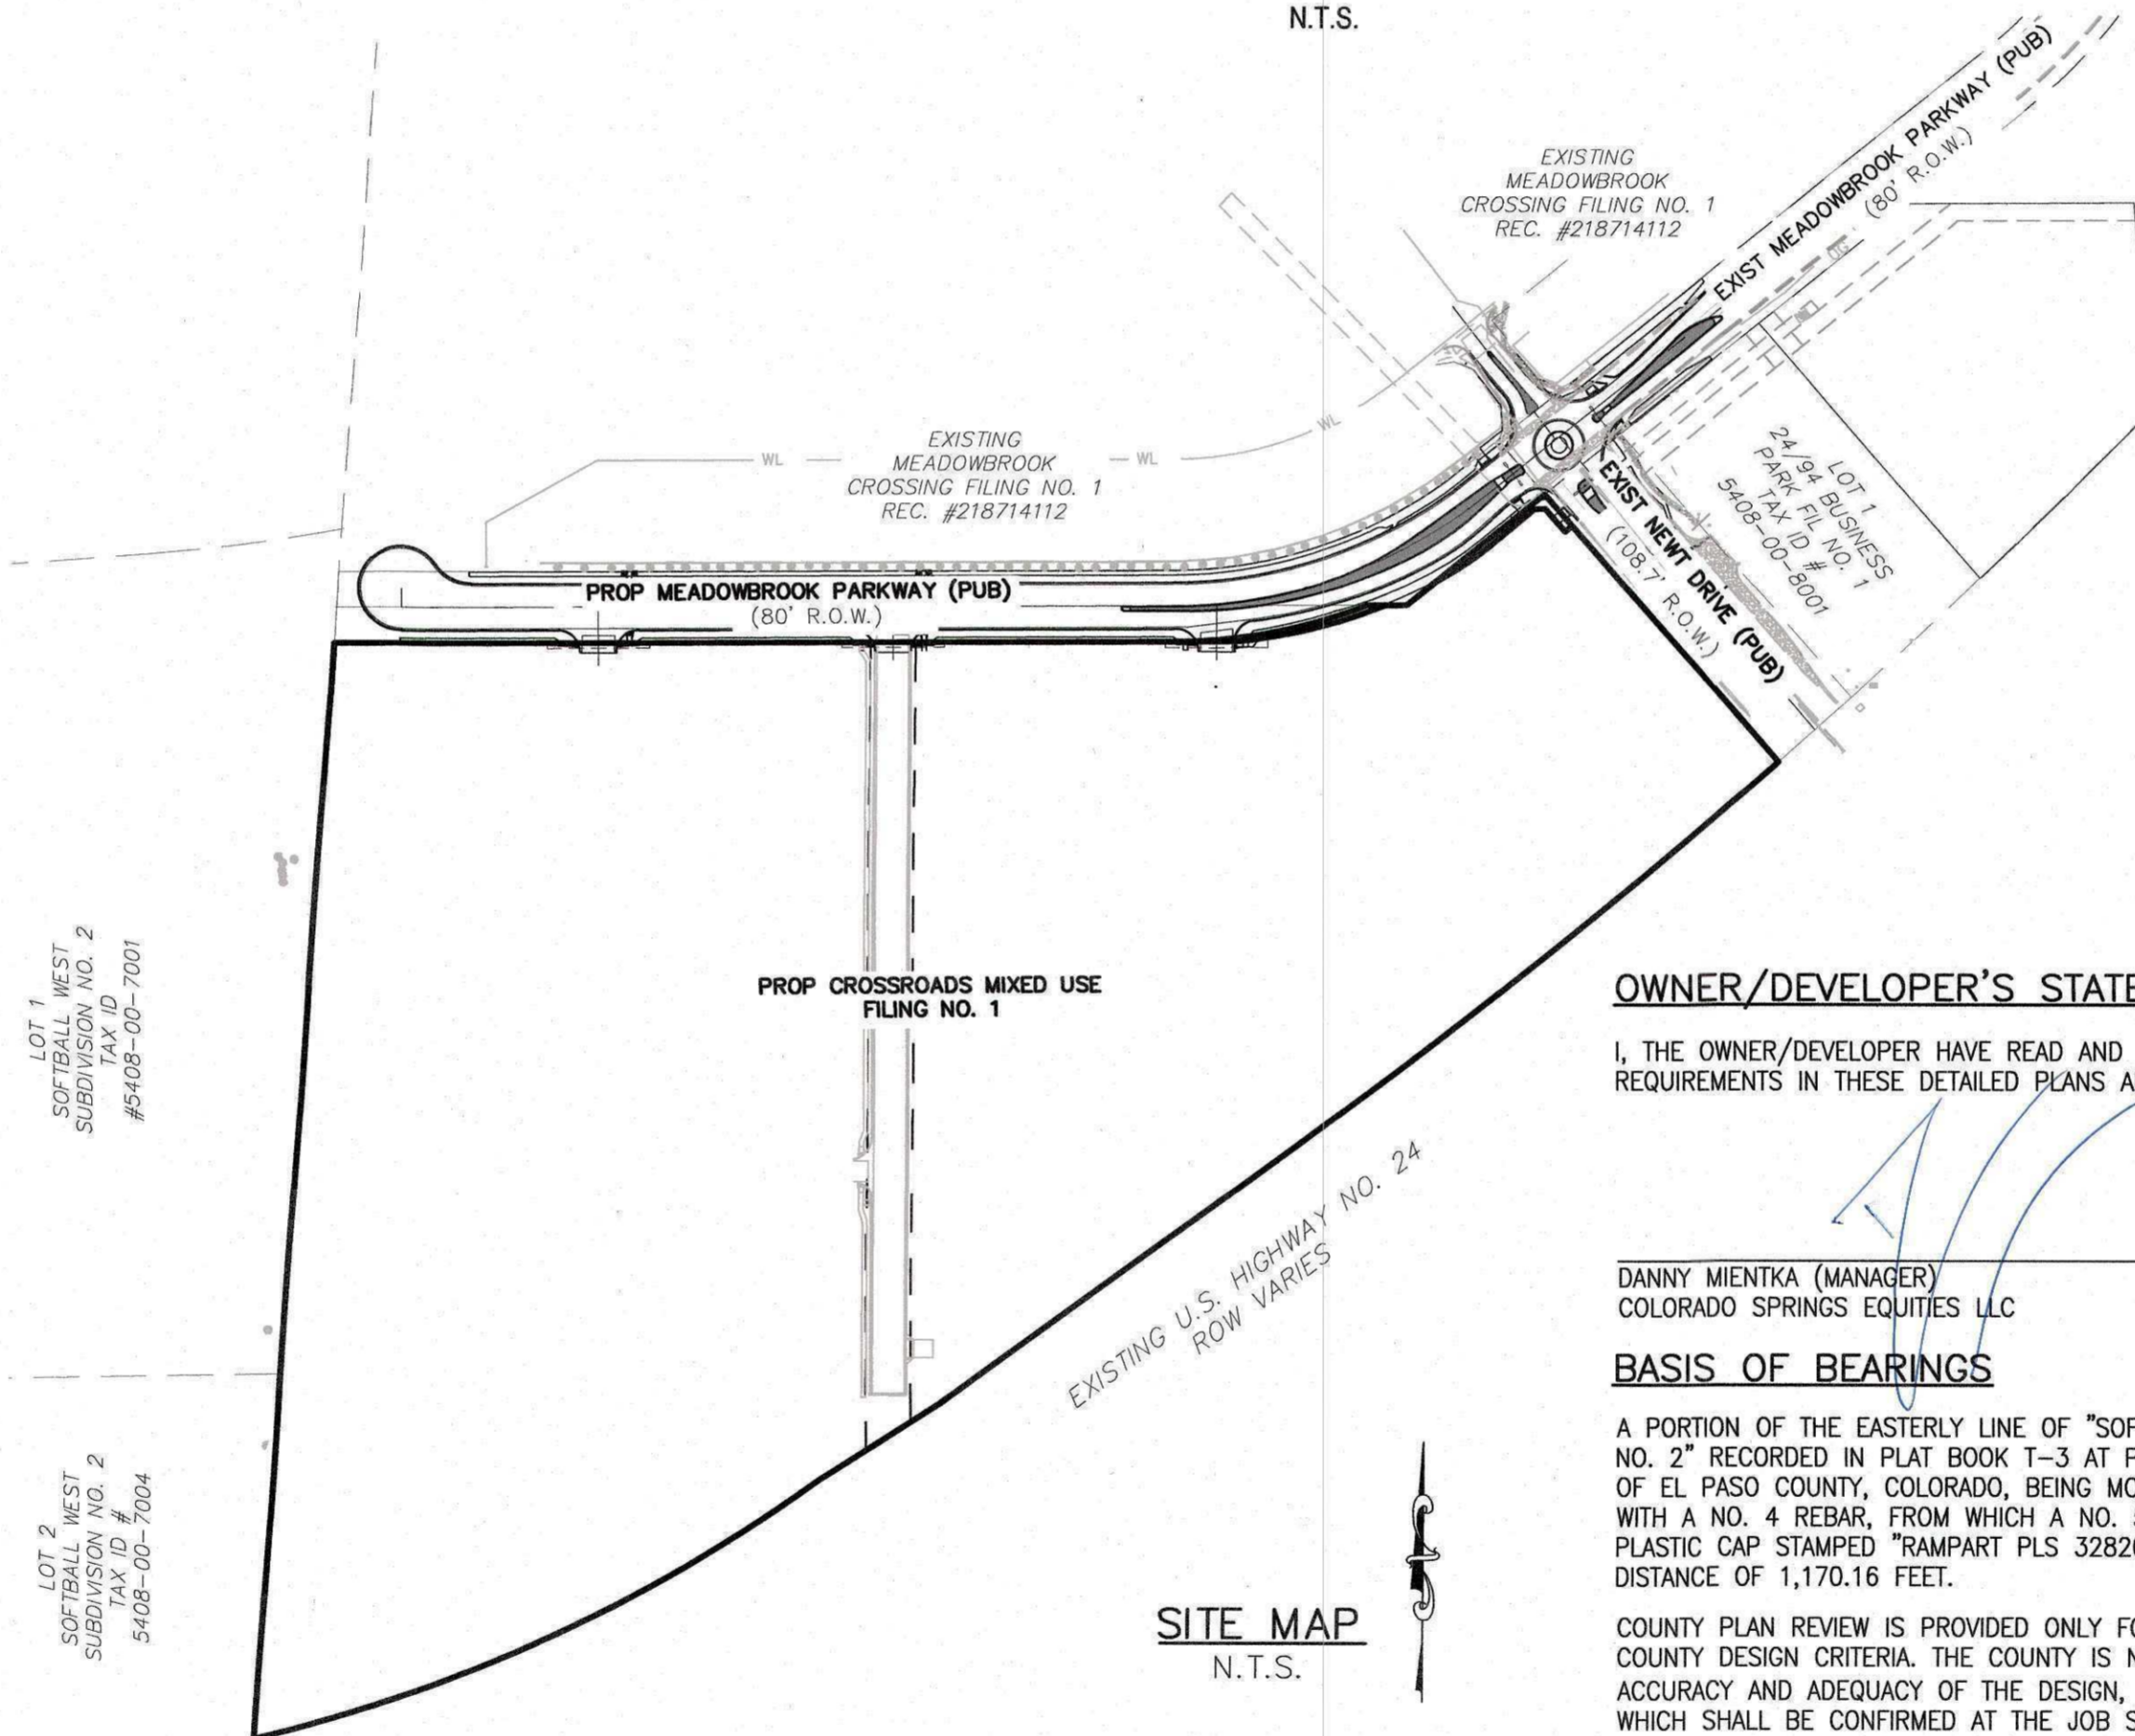 N.T.S.
EXISTING
MEADOWBROOK
CROSSING FILING NO. 1
REC. #218714112
EXIST MEADOWBROOK PARKWAY (PUB)
(80' R.O.W.)
EXISTING
MEADOWBROOK
CROSSING FILING NO. 1
REC. #218714112
WL
WL
WL
PROP MEADOWBROOK PARKWAY (PUB)
(80' R.O.W.)
EXIST NEWT DRIVE (PUB)
(108.7' R.O.W.)
LOT 1
24/94 BUSINESS
PARK FIL NO. 1
TAX ID #
5408-00-8001
LOT 1
SOFTBALL WEST
SUBDIVISION NO. 2
TAX ID
#5408-00-7001
PROP CROSSROADS MIXED USE
FILING NO. 1
EXISTING U.S. HIGHWAY NO. 24
ROW VARIES
LOT 2
SOFTBALL WEST
SUBDIVISION NO. 2
TAX ID #
5408-00-7004
SITE MAP
N.T.S.
OWNER/DEVELOPER'S STATE
I, THE OWNER/DEVELOPER HAVE READ AND
REQUIREMENTS IN THESE DETAILED PLANS A
DANNY MIENTKA (MANAGER)
COLORADO SPRINGS EQUITIES LLC
BASIS OF BEARINGS
A PORTION OF THE EASTERLY LINE OF "SOF
NO. 2" RECORDED IN PLAT BOOK T-3 AT P
OF EL PASO COUNTY, COLORADO, BEING MO
WITH A NO. 4 REBAR, FROM WHICH A NO.
PLASTIC CAP STAMPED "RAMPART PLS 3282
DISTANCE OF 1,170.16 FEET.
COUNTY PLAN REVIEW IS PROVIDED ONLY FO
COUNTY DESIGN CRITERIA. THE COUNTY IS N
ACCURACY AND ADEQUACY OF THE DESIGN,
WHICH SHALL BE CONFIRMED AT THE JOB S